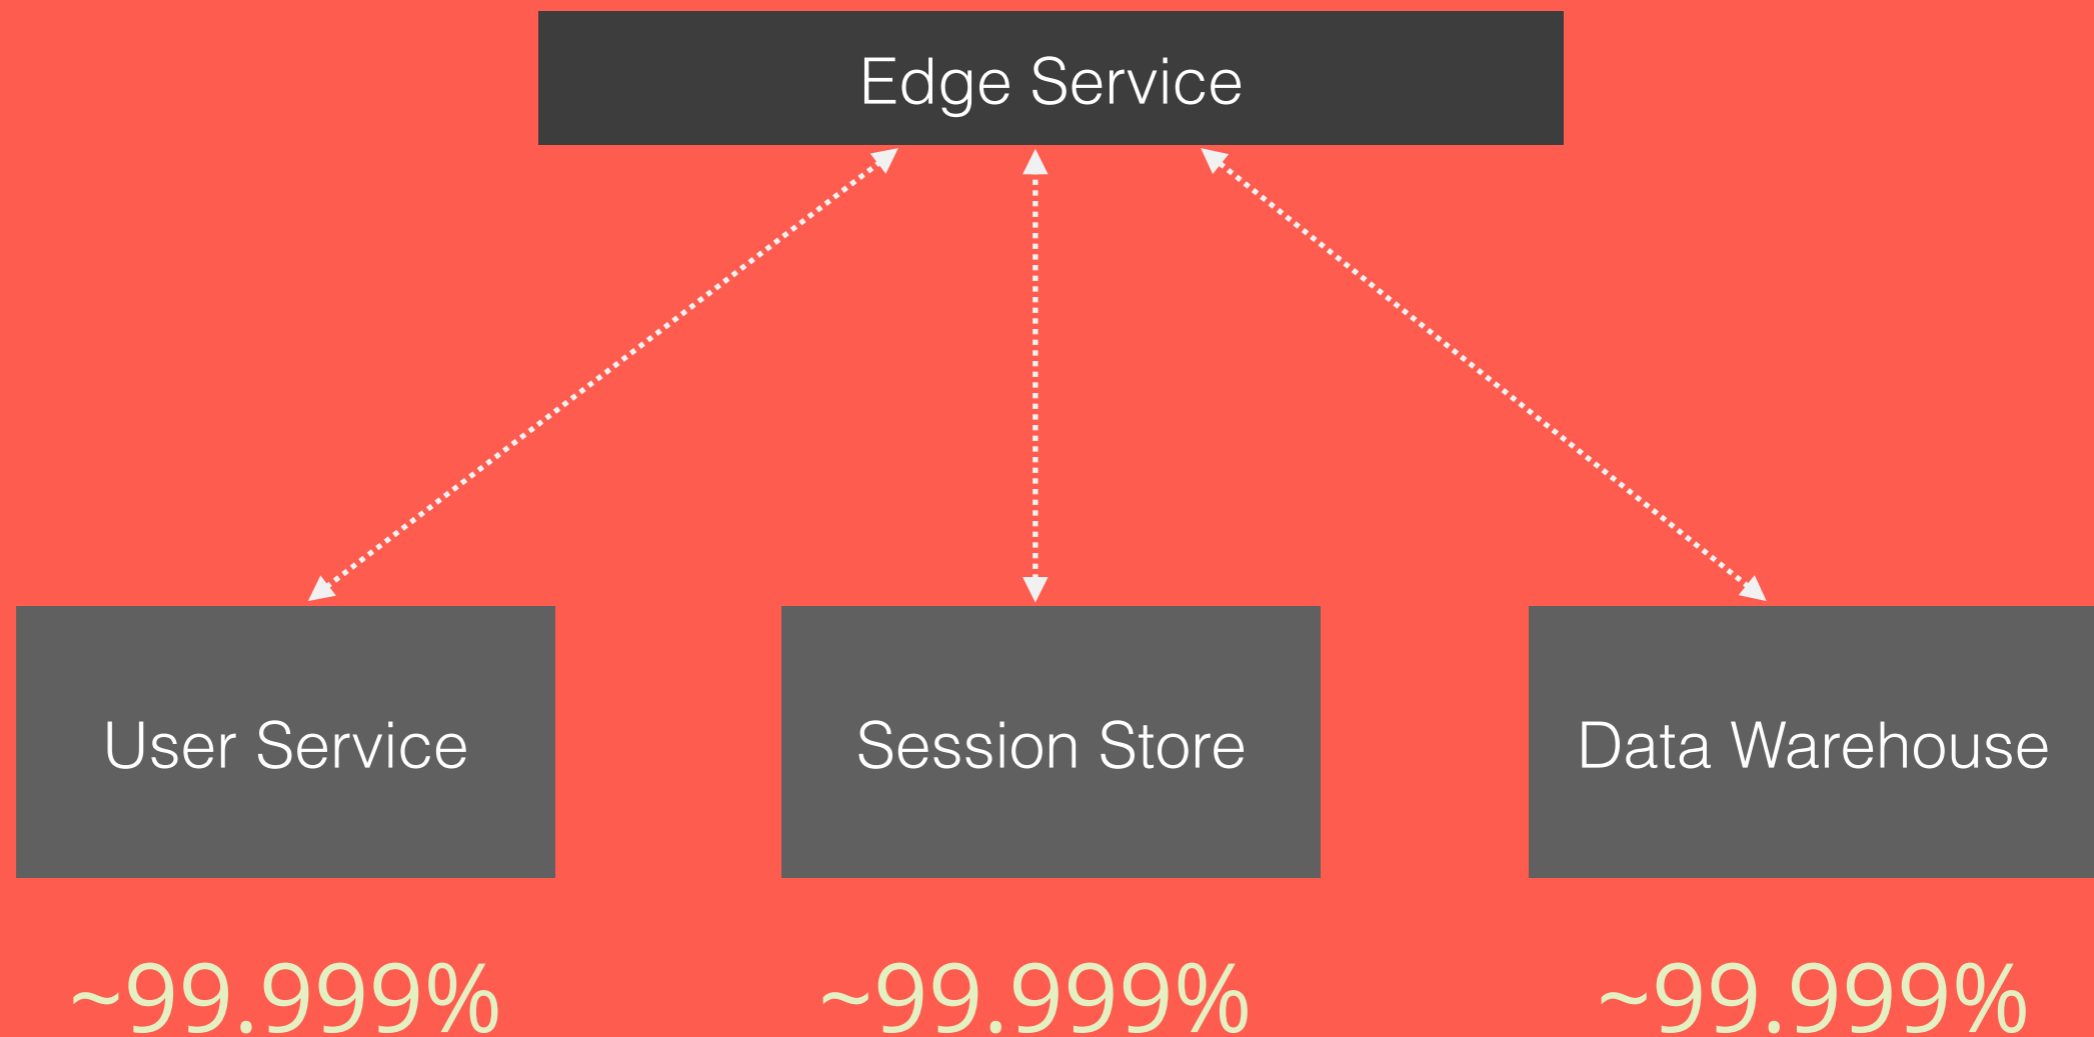 Edge Service
User Service
Session Store
Data Warehouse
~99.999%
~99.999%
~99.999%